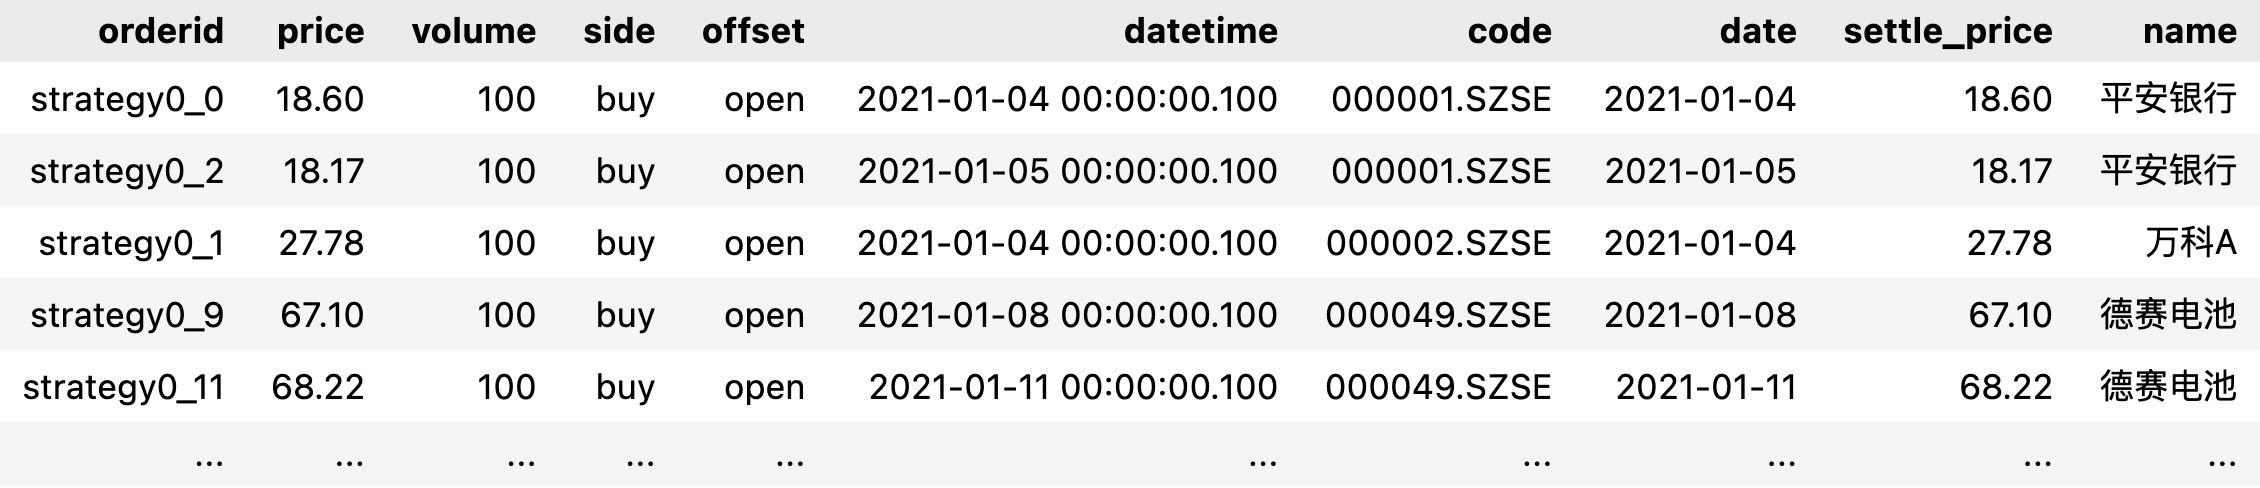 orderid price volume side offset datetime code date settle_price name
strategy0_0 18.60 100 buy open 2021-01-04 00:00:00.100 000001.SZSE 2021-01-04 18.60 平安银行
strategy0_2 18.17 100 buy open 2021-01-05 00:00:00.100 000001.SZSE 2021-01-05 18.17 平安银行
strategy0_1 27.78 100 buy open 2021-01-04 00:00:00.100 000002.SZSE 2021-01-04 27.78 万科A
strategy0_9 67.10 100 buy open 2021-01-08 00:00:00.100 000049.SZSE 2021-01-08 67.10 德赛电池
strategy0_11 68.22 100 buy open 2021-01-11 00:00:00.100 000049.SZSE 2021-01-11 68.22 德赛电池
... ... ... ... ... ... ... ... ... ...